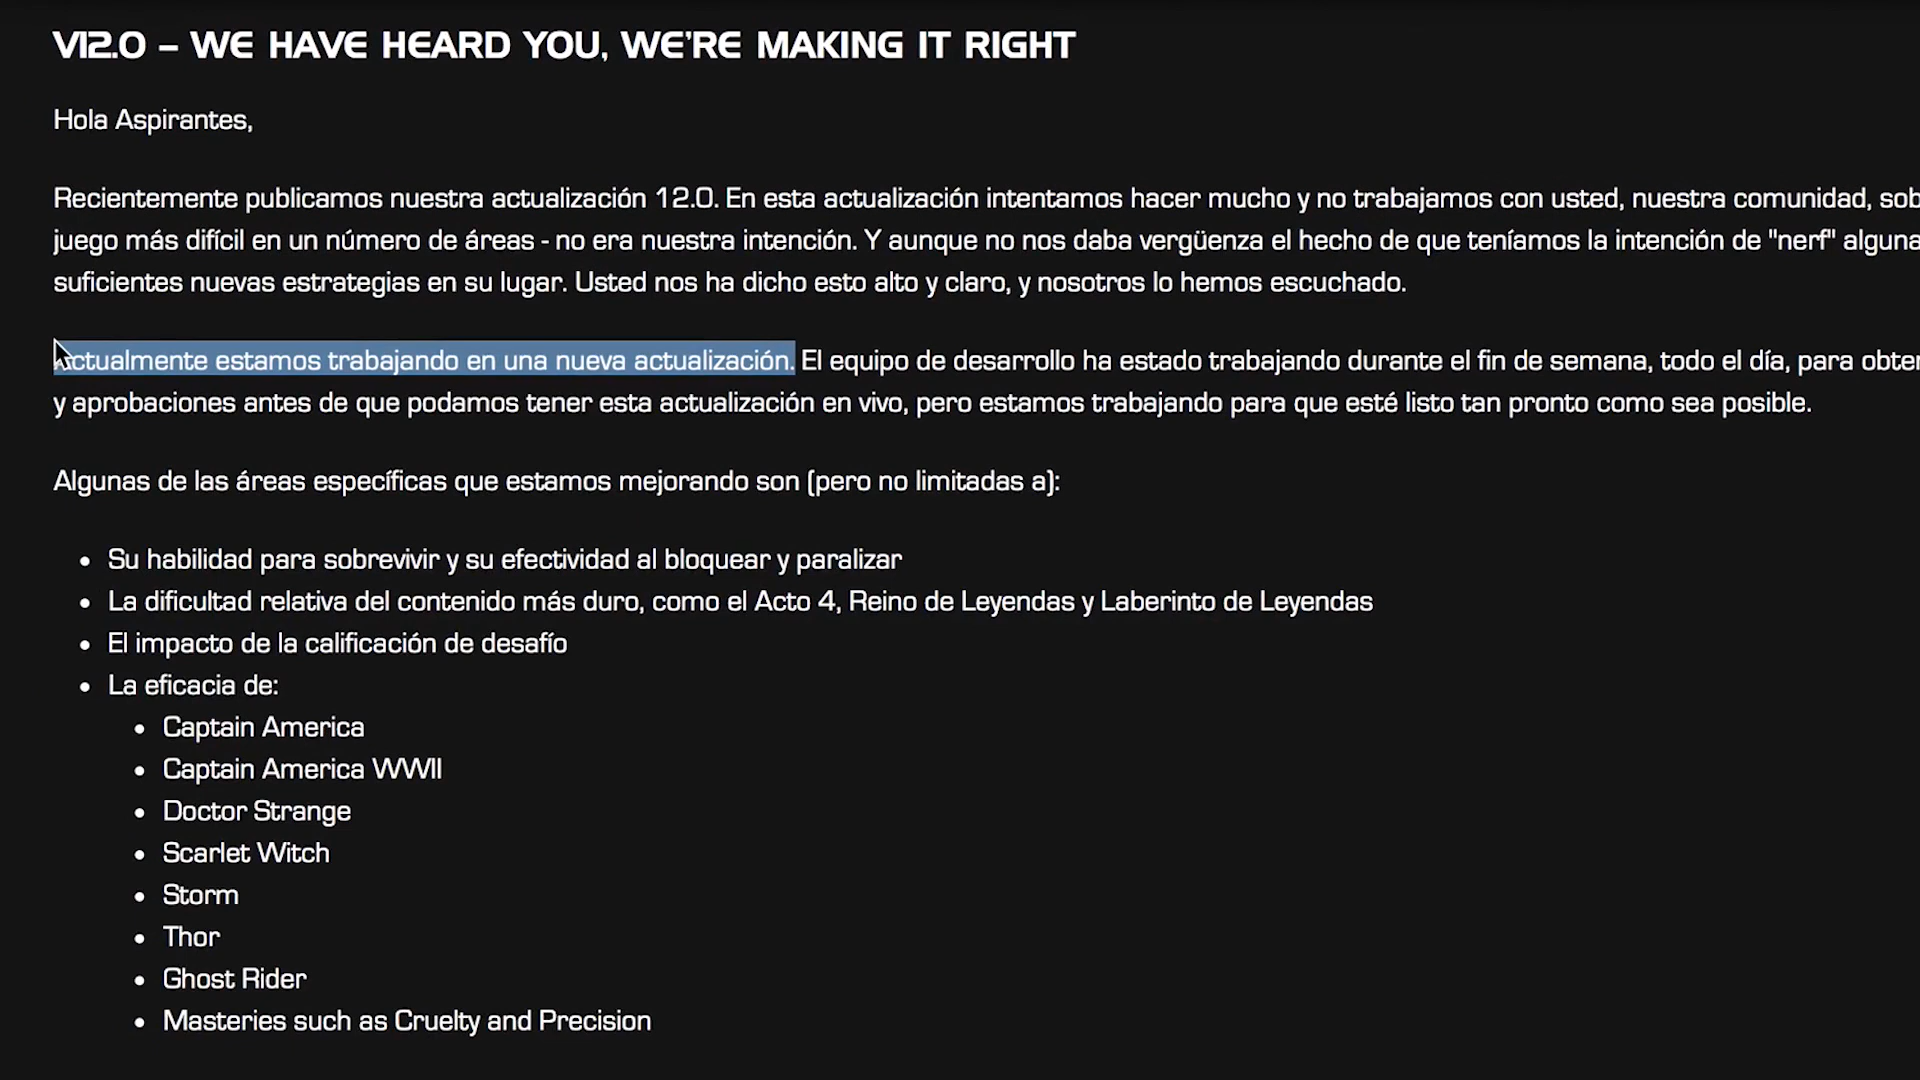 V12.0 – WE HAVE HEARD YOU, WE'RE MAKING IT RIGHT
Hola Aspirantes,
Recientemente publicamos nuestra actualización 12.0. En esta actualización intentamos hacer mucho y no trabajamos con usted, nuestra comunidad,
juego más difícil en un número de áreas - no era nuestra intención. Y aunque no nos daba vergüenza el hecho de que teníamos la intención de "nerf"
suficientes nuevas estrategias en su lugar. Usted nos ha dicho esto alto y claro, y nosotros lo hemos escuchado.
Actualmente estamos trabajando en una nueva actualización. El equipo de desarrollo ha estado trabajando durante el fin de semana, todo el día, para
y aprobaciones antes de que podamos tener esta actualización en vivo, pero estamos trabajando para que esté listo tan pronto como sea posible.
Algunas de las áreas específicas que estamos mejorando son (pero no limitadas a):
• Su habilidad para sobrevivir y su efectividad al bloquear y paralizar
• La dificultad relativa del contenido más duro, como el Acto 4, Reino de Leyendas y Laberinto de Leyendas
• El impacto de la calificación de desafío
• La eficacia de:
• Captain America
• Captain America WWII
• Doctor Strange
• Scarlet Witch
• Storm
• Thor
• Ghost Rider
• Masteries such as Cruelty and Precision